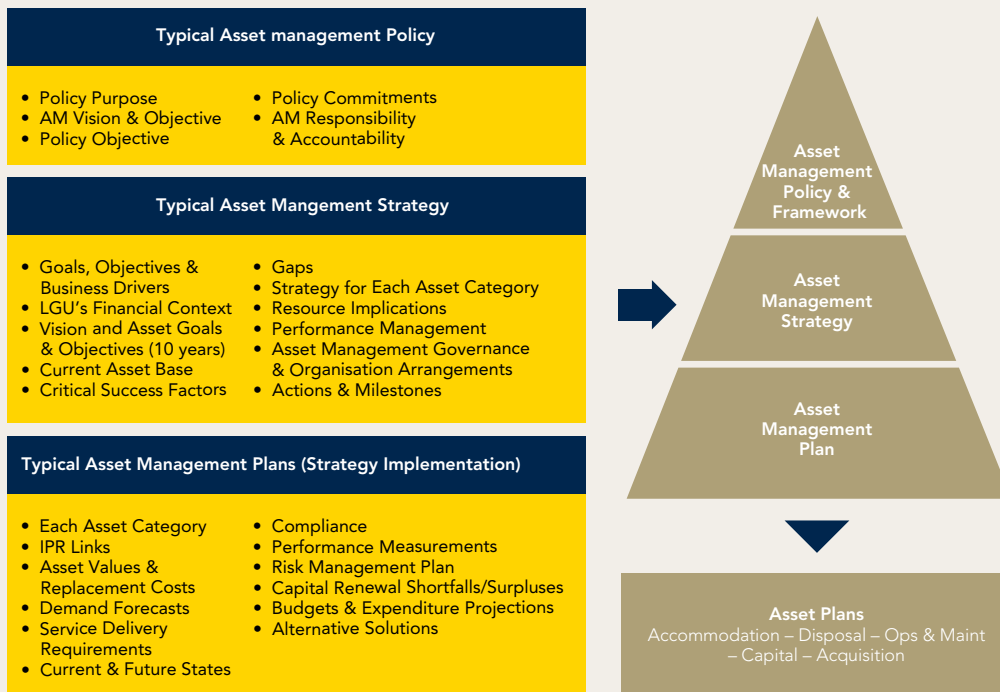 Typical Asset management Policy
• Policy Purpose
• AM Vision & Objective
• Policy Objective
• Policy Commitments
• AM Responsibility
& Accountability
Typical Asset Mangement Strategy
• Goals, Objectives &
Business Drivers
• LGU's Financial Context
• Vision and Asset Goals
& Objectives (10 years)
• Current Asset Base
• Critical Success Factors
• Gaps
• Strategy for Each Asset Category
• Resource Implications
• Performance Management
• Asset Management Governance
& Organisation Arrangements
• Actions & Milestones
Typical Asset Management Plans (Strategy Implementation)
• Each Asset Category
• IPR Links
• Asset Values &
Replacement Costs
• Demand Forecasts
• Service Delivery
Requirements
• Current & Future States
• Compliance
• Performance Measurements
• Risk Management Plan
• Capital Renewal Shortfalls/Surpluses
• Budgets & Expenditure Projections
• Alternative Solutions
Asset
Management
Policy &
Framework
Asset
Management
Strategy
Asset
Management
Plan
Asset Plans
Accommodation – Disposal – Ops & Maint
– Capital – Acquisition